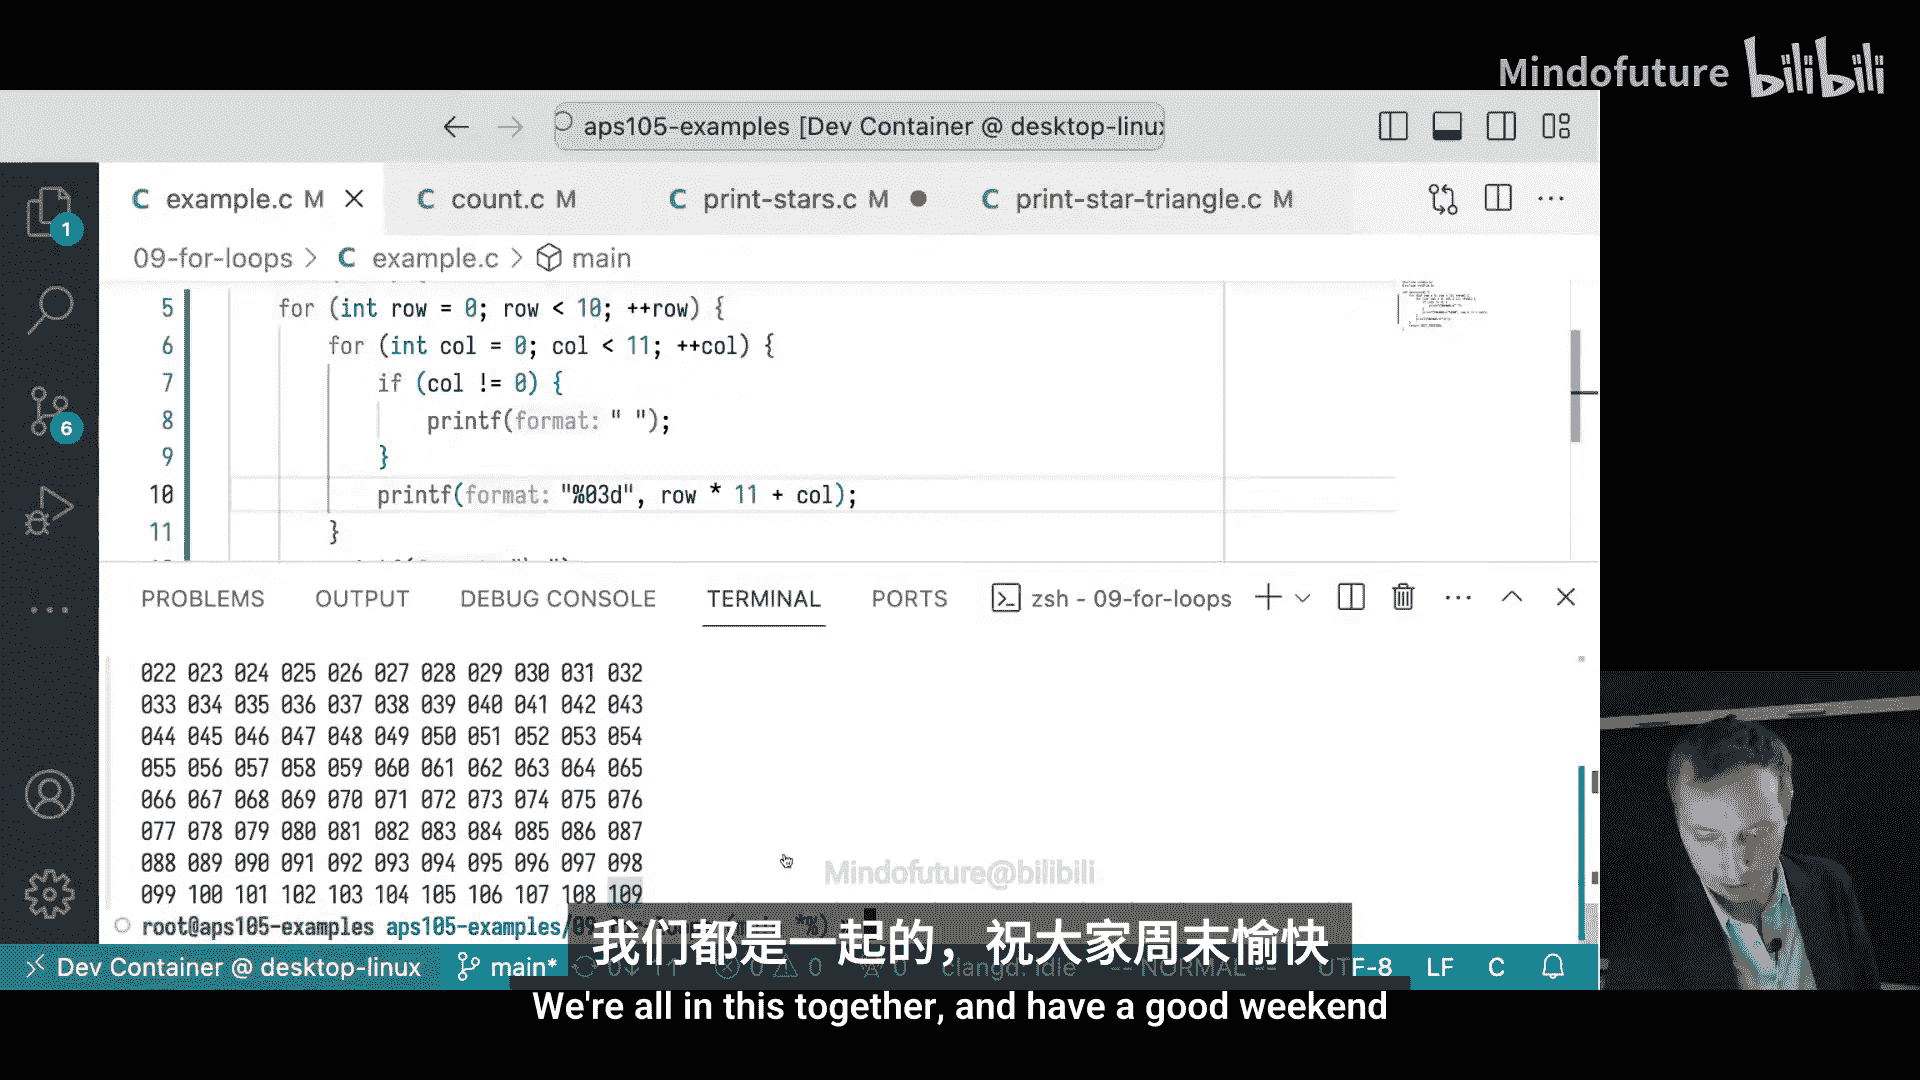 Mindofuture bilibili
aps105-examples [Dev Container @ desktop-linux
example.c M
count.c M
print-stars.c M
print-star-triangle.c M
1
09-for-loops > C example.c > main
5 for (int row = 0; row < 10; ++row) {
6 for (int col = 0; col < 11; ++col) {
7 if (col != 0) {
8 printf(format: " ");
9 }
10 printf(format: "%03d", row * 11 + col);
11 }
6
PROBLEMS OUTPUT DEBUG CONSOLE TERMINAL PORTS zsh - 09-for-loops
022 023 024 025 026 027 028 029 030 031 032
033 034 035 036 037 038 039 040 041 042 043
044 045 046 047 048 049 050 051 052 053 054
055 056 057 058 059 060 061 062 063 064 065
066 067 068 069 070 071 072 073 074 075 076
077 078 079 080 081 082 083 084 085 086 087
088 089 090 091 092 093 094 095 096 097 098
099 100 101 102 103 104 105 106 107 108 109
Mindofuture@bilibili
root@aps105-examples aps105-examples/09
我们都是一起的，祝大家周末愉快
Dev Container @ desktop-linux main* 0 0 0 clangd: idle -- NORMAL -- UTF-8 LF C
We're all in this together, and have a good weekend